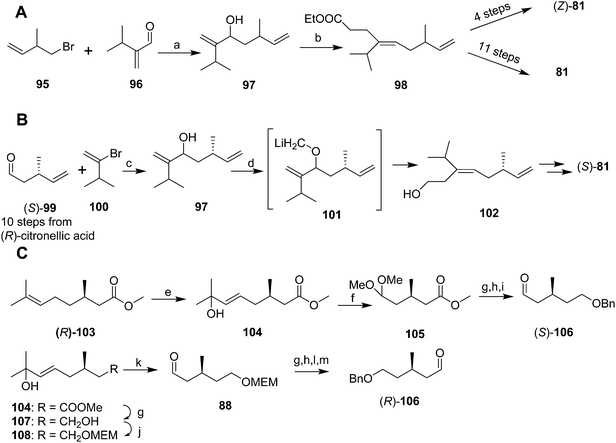 A
OH
EtOOC
4 steps
(Z)-81
Br
+
O
a
b
11 steps
95
96
97
98
81
B
O
Br
OH
LiH₂C
O
+
c
d
HO
(S)-81
(S)-99
100
97
101
102
10 steps from
(R)-citronellic acid
C
O
O
e
OH
O
O
f
MeO OMe
O
O
g,h,i
O
OBn
(R)-103
104
105
(S)-106
OH
R
k
O
OMEM
g,h,l,m
BnO
O
104: R = COOMe
g
88
(R)-106
107: R = CH₂OH
j
108: R = CH₂OMEM